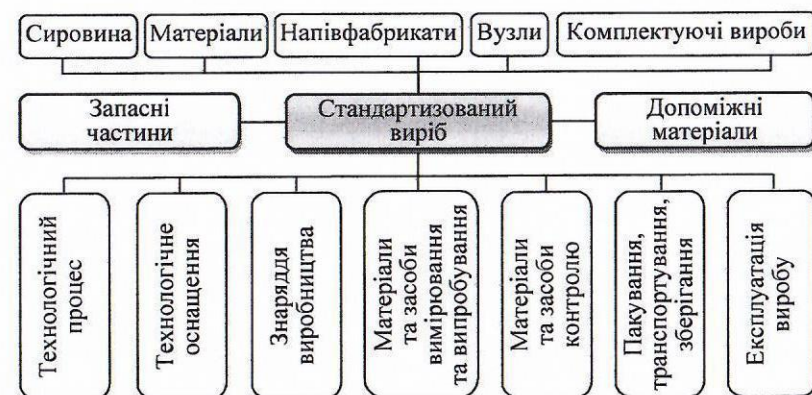 Сировина
Матеріали
Напівфабрикати
Вузли
Комплектуючі вироби
Запасні
частини
Стандартизований
виріб
Допоміжні
матеріали
Технологічний
процес
Технологічне
оснащення
Знаряддя
виробництва
Матеріали
та засоби
вимірювання
та випробування
Матеріали
та засоби
контролю
Пакування,
транспортування,
зберігання
Експлуатація
виробу